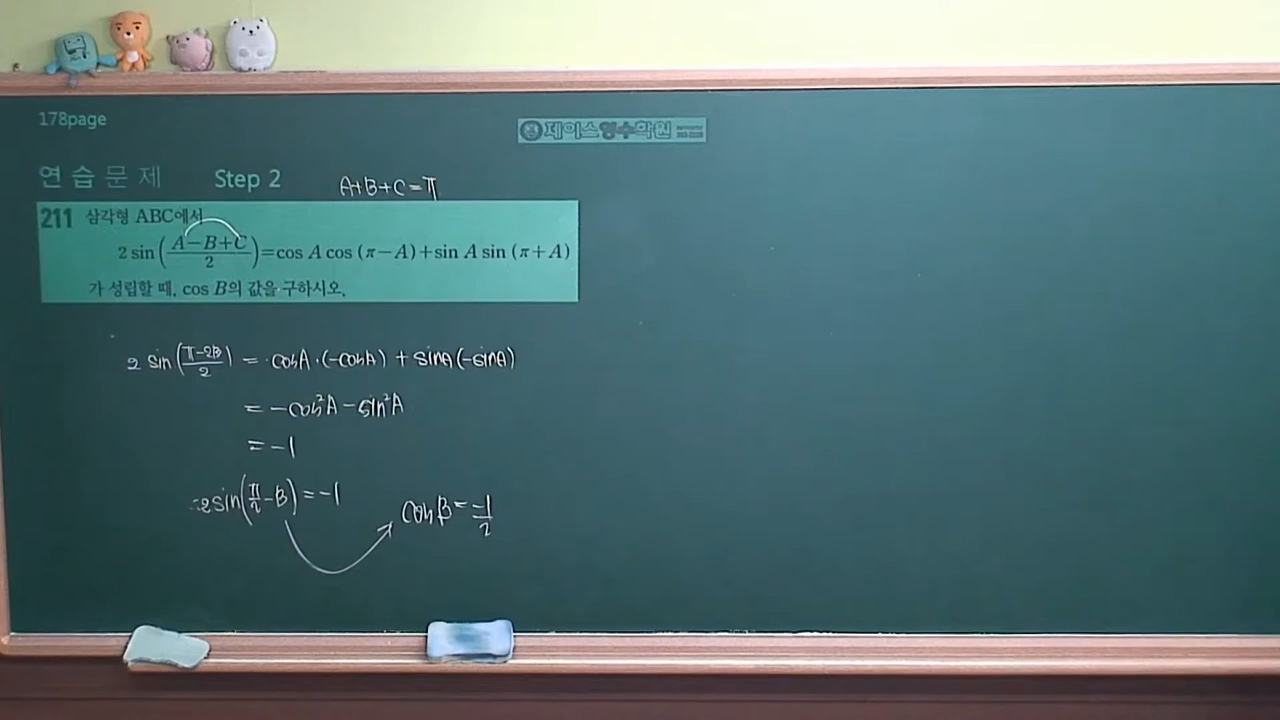 178page
제이스영수학원
연습문제 Step 2
A+B+C=π
211 삼각형 ABC에서
2 sin((A−B+C)/2)=cos A cos (π−A)+sin A sin (π+A)
가 성립할 때, cos B의 값을 구하시오.
2 sin((π−2B)/2) = cosA·(−cosA) + sinA(−sinA)
= −cos²A − sin²A
= −1
2sin(π/2−B) = −1
cosB = −1/2